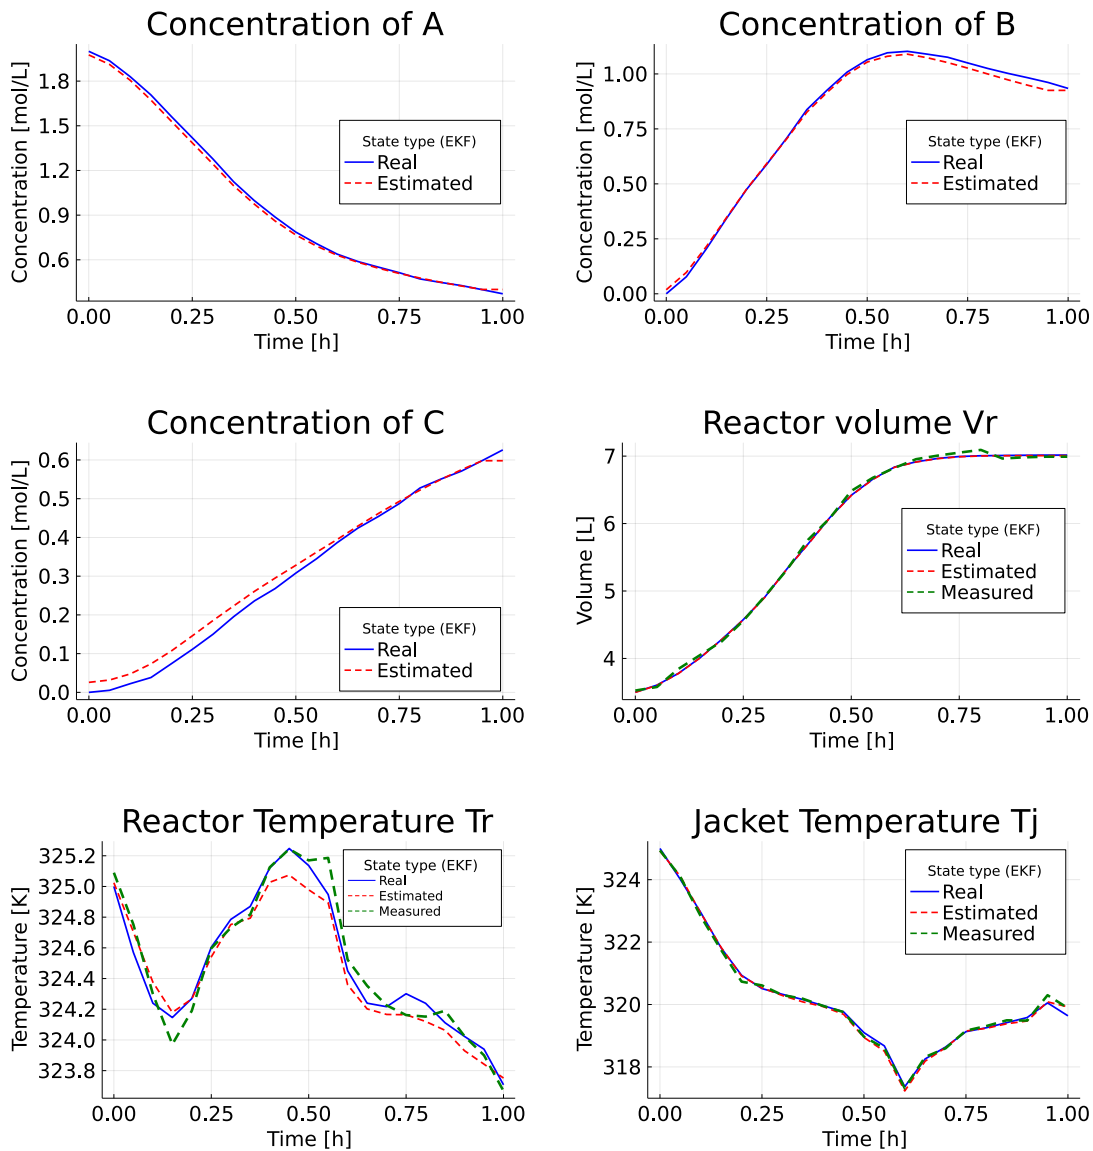 Concentration of A
Concentration [mol/L]
1.8
1.5
1.2
0.9
0.6
State type (EKF)
Real
Estimated
0.00 0.25 0.50 0.75 1.00
Time [h]
Concentration of B
Concentration [mol/L]
1.00
0.75
0.50
0.25
0.00
State type (EKF)
Real
Estimated
0.00 0.25 0.50 0.75 1.00
Time [h]
Concentration of C
Concentration [mol/L]
0.6
0.5
0.4
0.3
0.2
0.1
0.0
State type (EKF)
Real
Estimated
0.00 0.25 0.50 0.75 1.00
Time [h]
Reactor volume Vr
Volume [L]
7
6
5
4
State type (EKF)
Real
Estimated
Measured
0.00 0.25 0.50 0.75 1.00
Time [h]
Reactor Temperature Tr
Temperature [K]
325.2
325.0
324.8
324.6
324.4
324.2
324.0
323.8
State type (EKF)
Real
Estimated
Measured
0.00 0.25 0.50 0.75 1.00
Time [h]
Jacket Temperature Tj
Temperature [K]
324
322
320
318
State type (EKF)
Real
Estimated
Measured
0.00 0.25 0.50 0.75 1.00
Time [h]